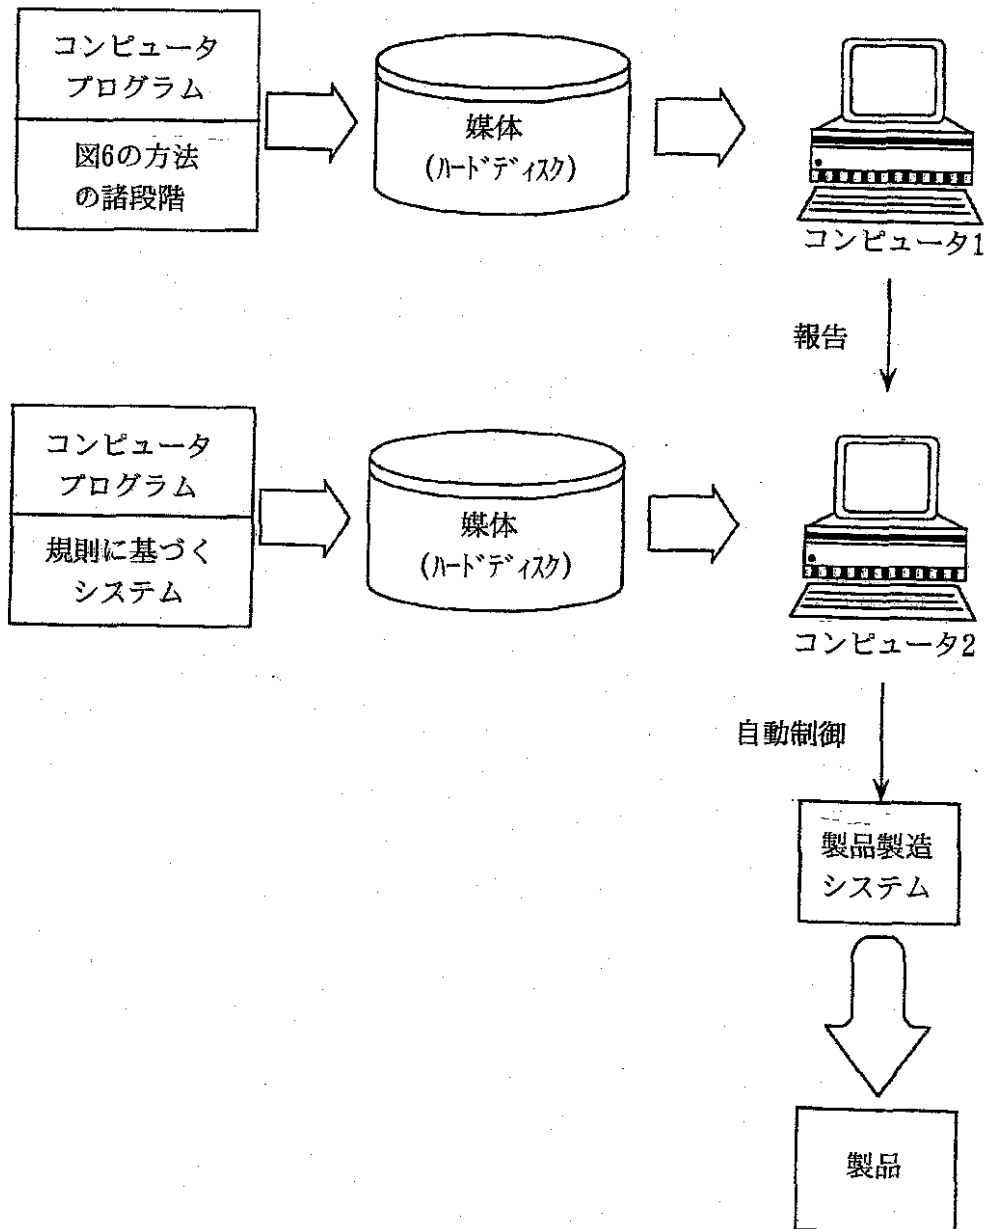 コンピュータ
プログラム
図6の方法
の諸段階
媒体
(ハードディスク)
コンピュータ1
報告
コンピュータ
プログラム
規則に基づく
システム
媒体
(ハードディスク)
コンピュータ2
自動制御
製品製造
システム
製品